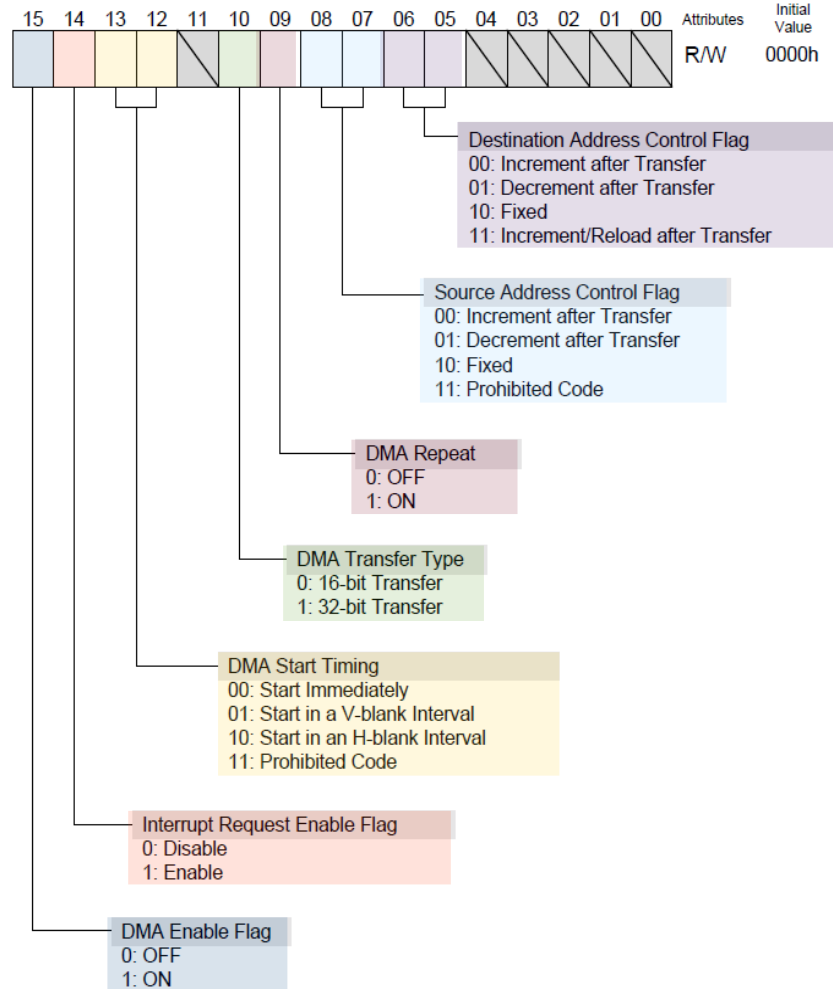 15 14 13 12 11 10 09 08 07 06 05 04 03 02 01 00 Attributes Initial Value
R/W 0000h
Destination Address Control Flag
00: Increment after Transfer
01: Decrement after Transfer
10: Fixed
11: Increment/Reload after Transfer
Source Address Control Flag
00: Increment after Transfer
01: Decrement after Transfer
10: Fixed
11: Prohibited Code
DMA Repeat
0: OFF
1: ON
DMA Transfer Type
0: 16-bit Transfer
1: 32-bit Transfer
DMA Start Timing
00: Start Immediately
01: Start in a V-blank Interval
10: Start in an H-blank Interval
11: Prohibited Code
Interrupt Request Enable Flag
0: Disable
1: Enable
DMA Enable Flag
0: OFF
1: ON